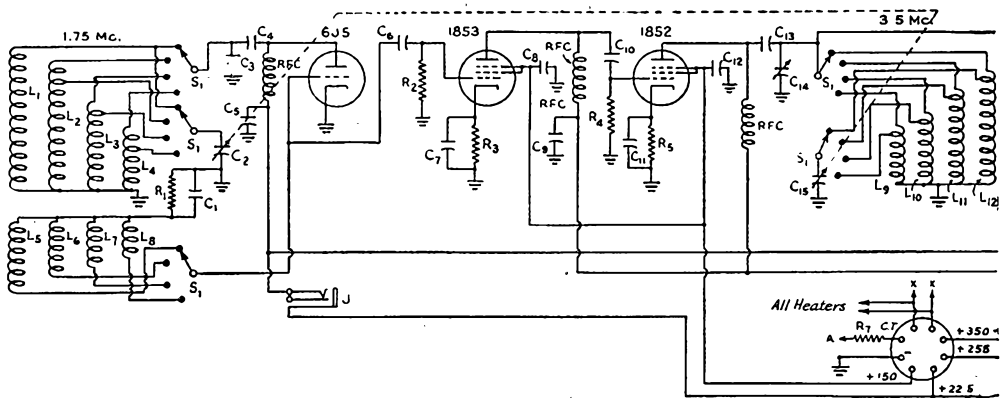 1.75 Mc.
3 5 Mc.
C4
6J5
C6
1853
C8
RFC
C10
1852
C12
C13
S1
C3
RFC
R2
C14
S1
L1
L2
S1
C5
RFC
R4
L3
C2
C7
R3
C9
C11
R5
RFC
S1
L4
R1
C1
C15
L9
L10
L11
L12
L5
L6
L7
L8
S1
J
All Heaters
X
X
R7
C.T.
+350
A
+258
−
+150
+22 5